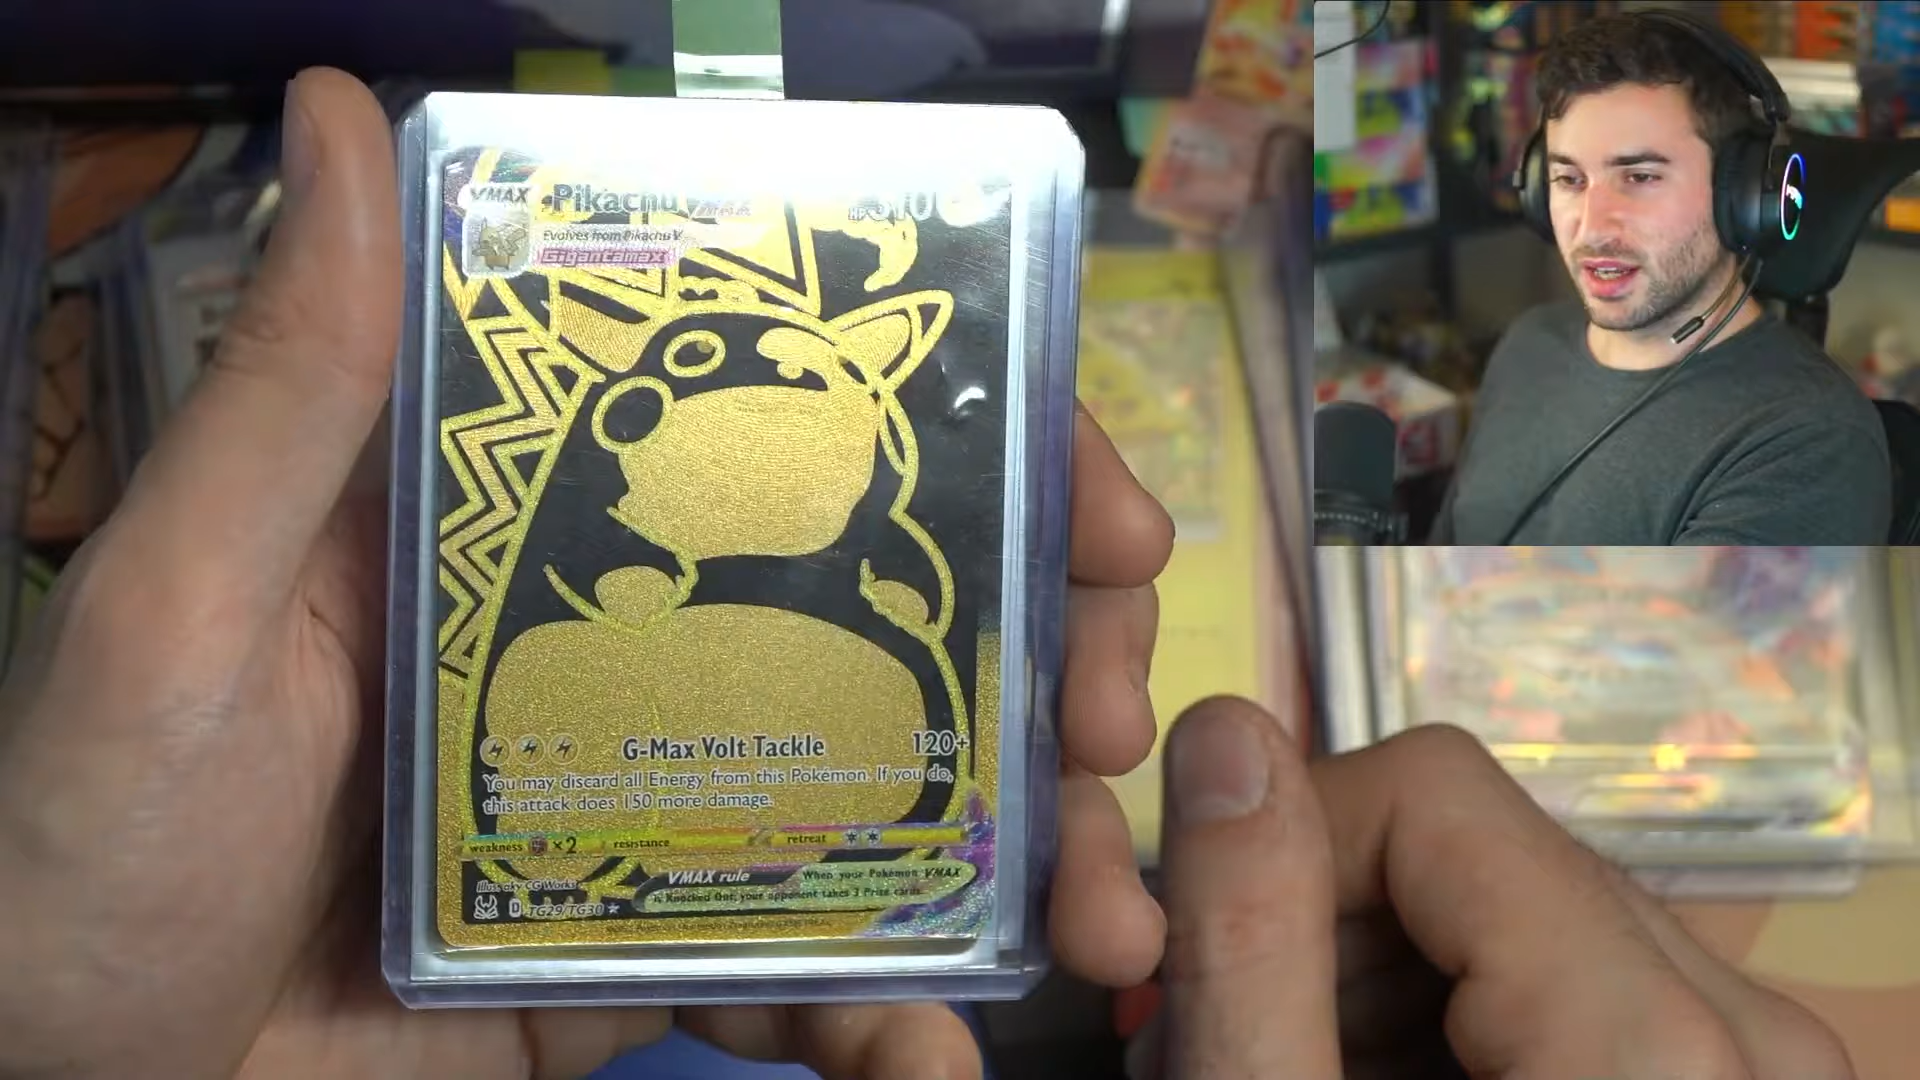 VMAX Pikachu VMAX HP 310
Evolves from Pikachu V
Gigantamax
G-Max Volt Tackle 120+
You may discard all Energy from this Pokémon. If you do,
this attack does 150 more damage.
weakness ×2 resistance retreat
VMAX rule When your Pokémon VMAX
is Knocked Out, your opponent takes 3 Prize cards.
Illus. aky CG Works
D TG29/TG30